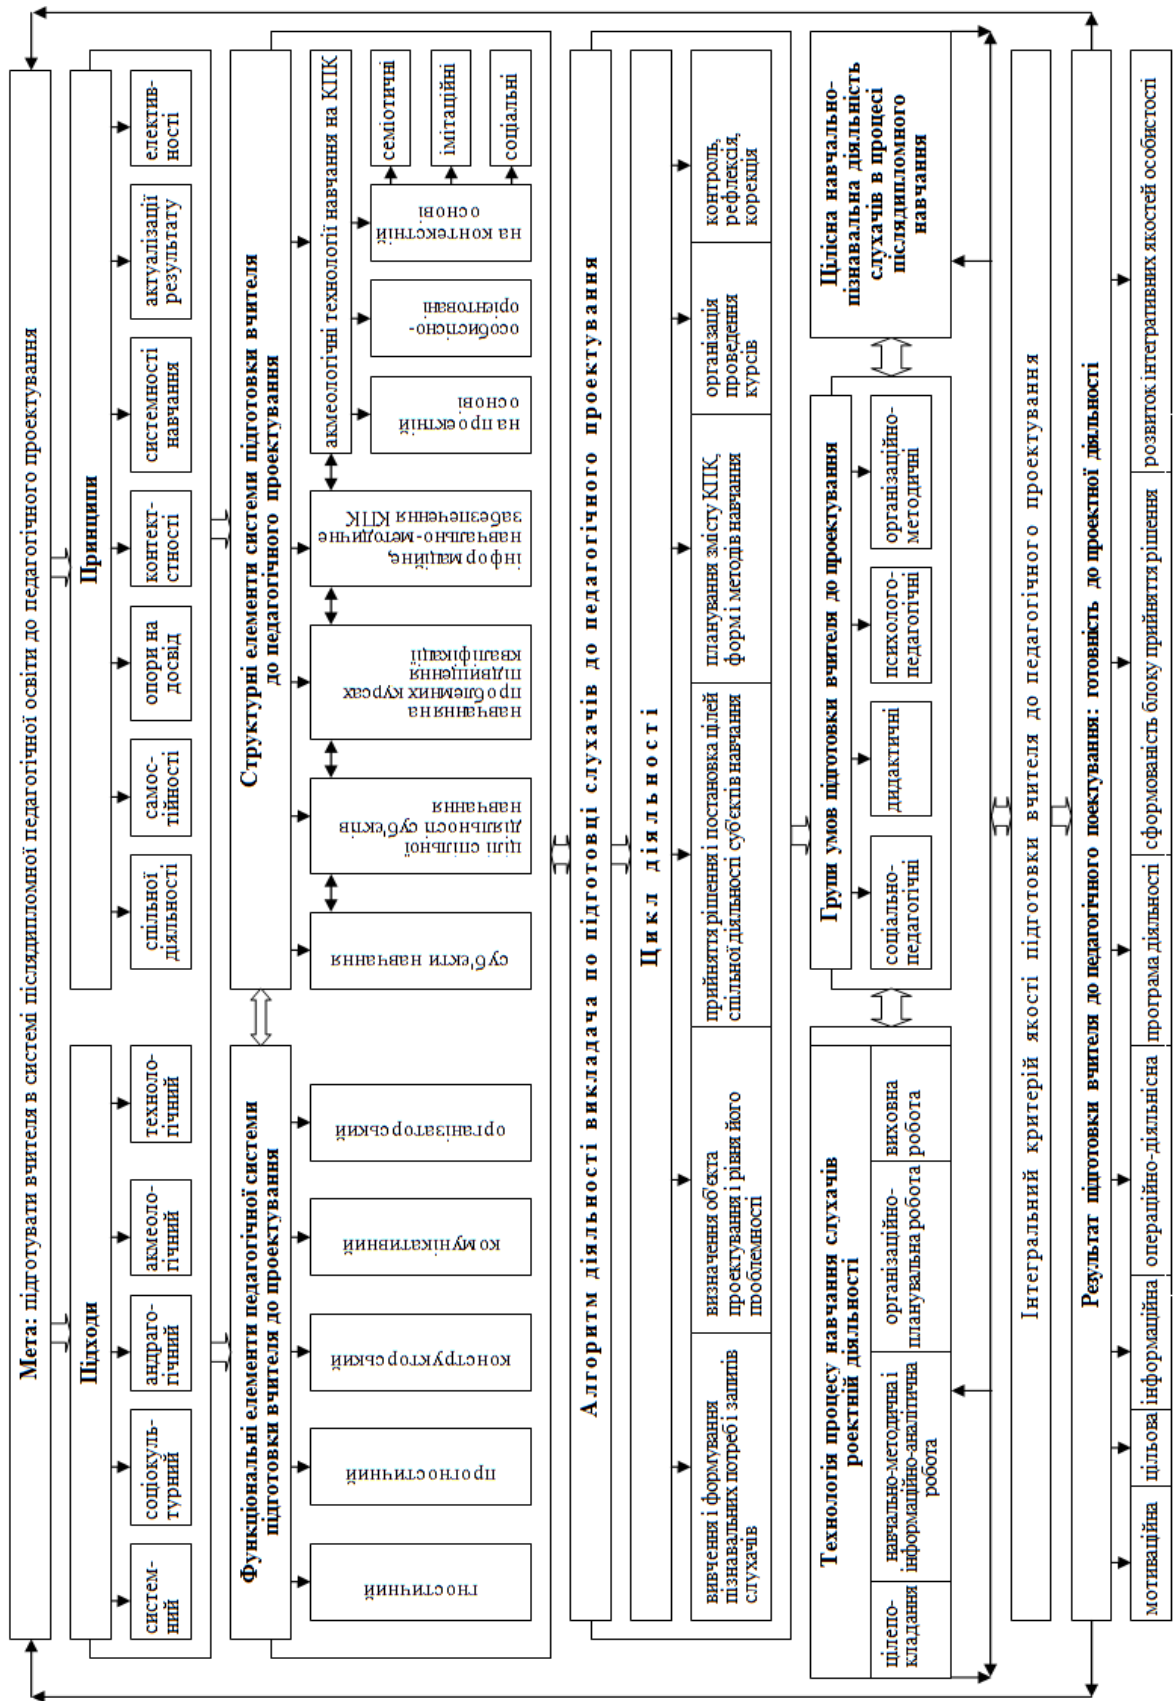 Мета: підготувати вчителя в системі післядипломної педагогічної освіти до педагогічного проектування
Підходи
систем-
ний
соціокуль-
турний
андраго-
гічний
акмеоло-
гічний
техноло-
гічний
Принципи
спільної
діяльності
самос-
тійності
опори на
досвід
контект-
стності
системності
навчання
актуалізації
результату
електив-
ності
Функціональні елементи педагогічної системи
підготовки вчителя до проектування
гностичний
прогностичний
конструкторський
комунікативний
організаторський
Структурні елементи системи підготовки вчителя
до педагогічного проектування
суб'єкти навчання
цілі спільної
діяльності суб'єктів
навчання
навчання на
проблемних курсах
підвищення
кваліфікації
інформаційне,
навчально-методичне
забезпечення КПК
акмеологічні технології навчання на КПК
на проектній
основі
особистісно-
орієнтовані
на контекстній
основі
семіотичні
імітаційні
соціальні
Алгоритм діяльності викладача по підготовці слухачів до педагогічного проектування
Цикл діяльності
вивчення і формування
пізнавальних потреб і запитів
слухачів
визначення об'єкта
проектування і рівня його
проблемності
прийняття рішення і постановка цілей
спільної діяльності суб'єктів навчання
планування змісту КПК,
форм і методів навчання
організація
проведення
курсів
контроль,
рефлексія,
корекція
Технологія процесу навчання слухачів
роектній діяльності
цілепо-
кладання
навчально-методична і
інформаційно-аналітична
робота
організаційно-
планувальна робота
виховна
робота
Групи умов підготовки вчителя до проектування
соціально-
педагогічні
дидактичні
психолого-
педагогічні
організаційно-
методичні
Цілісна навчально-
пізнавальна діяльність
слухачів в процесі
післядипломного
навчання
Інтегральний критерій якості підготовки вчителя до педагогічного проектування
Результат підготовки вчителя до педагогічного поектування: готовність до проектної діяльності
мотиваційна
цільова
інформаційна
операційно-діяльнісна
програма діяльності
сформованість блоку прийняття рішення
розвиток інтегративних якостей особистості